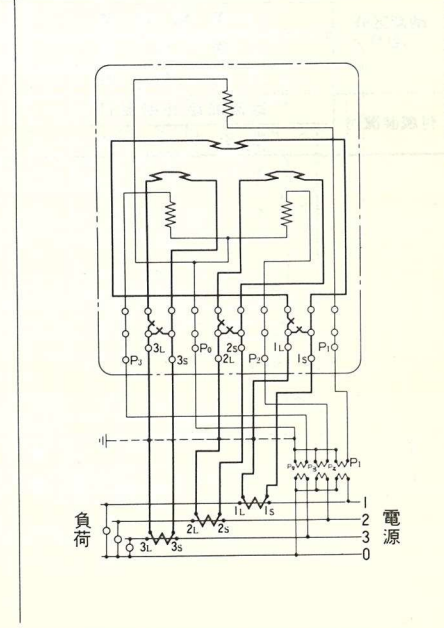 P3 3L 3S P0 2L 2S P2 1L 1S P1
P0 P3 P2 P1
1L 1S 1
2L 2S 2
3L 3S 3
0
負荷
電源